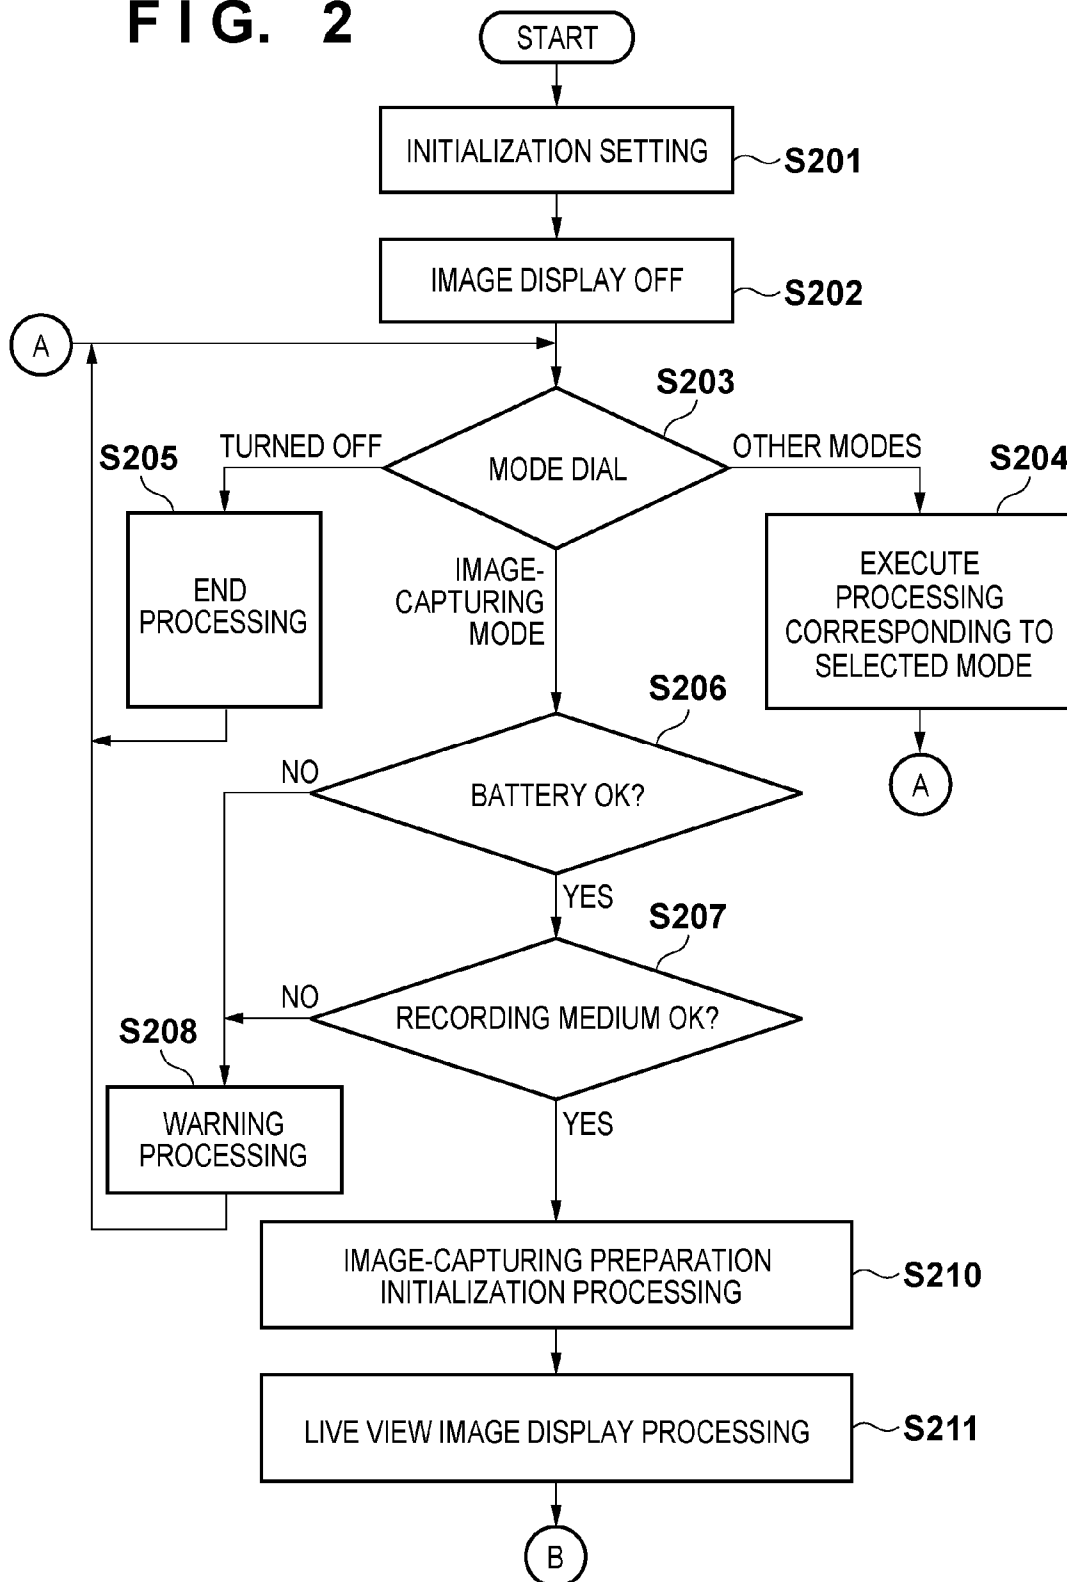 FIG. 2
START
INITIALIZATION SETTING
S201
IMAGE DISPLAY OFF
S202
A
S203
TURNED OFF
MODE DIAL
OTHER MODES
S205
S204
END
PROCESSING
IMAGE-
CAPTURING
MODE
EXECUTE
PROCESSING
CORRESPONDING TO
SELECTED MODE
S206
NO
BATTERY OK?
A
YES
S207
NO
RECORDING MEDIUM OK?
S208
WARNING
PROCESSING
YES
IMAGE-CAPTURING PREPARATION
INITIALIZATION PROCESSING
S210
LIVE VIEW IMAGE DISPLAY PROCESSING
S211
B